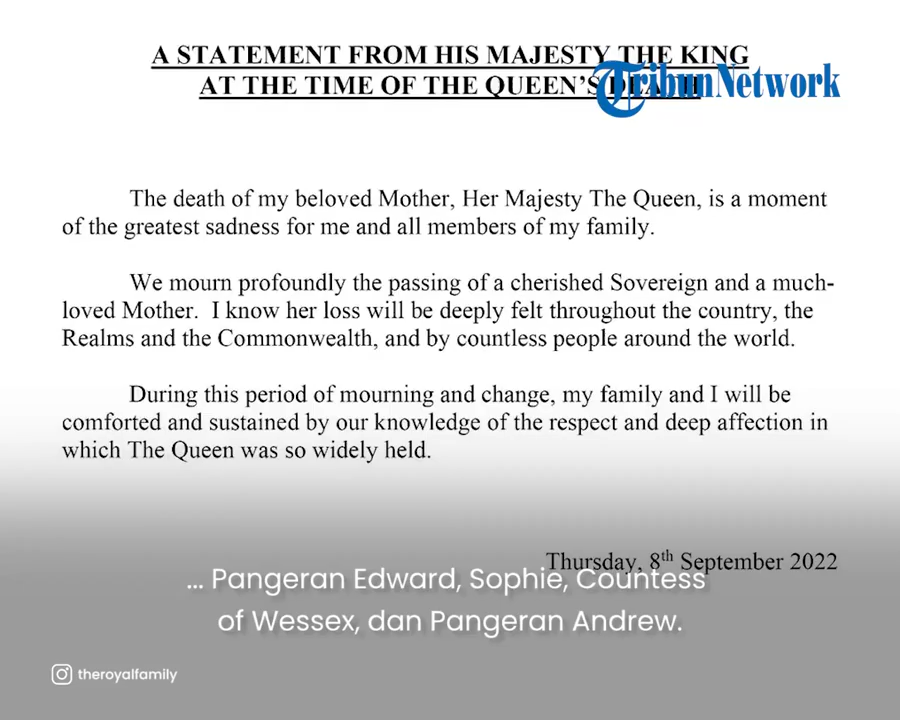 A STATEMENT FROM HIS MAJESTY THE KING
AT THE TIME OF THE QUEEN'S DEATH
TribunNetwork
The death of my beloved Mother, Her Majesty The Queen, is a moment
of the greatest sadness for me and all members of my family.
We mourn profoundly the passing of a cherished Sovereign and a much-
loved Mother. I know her loss will be deeply felt throughout the country, the
Realms and the Commonwealth, and by countless people around the world.
During this period of mourning and change, my family and I will be
comforted and sustained by our knowledge of the respect and deep affection in
which The Queen was so widely held.
Thursday, 8th September 2022
... Pangeran Edward, Sophie, Countess
of Wessex, dan Pangeran Andrew.
theroyalfamily